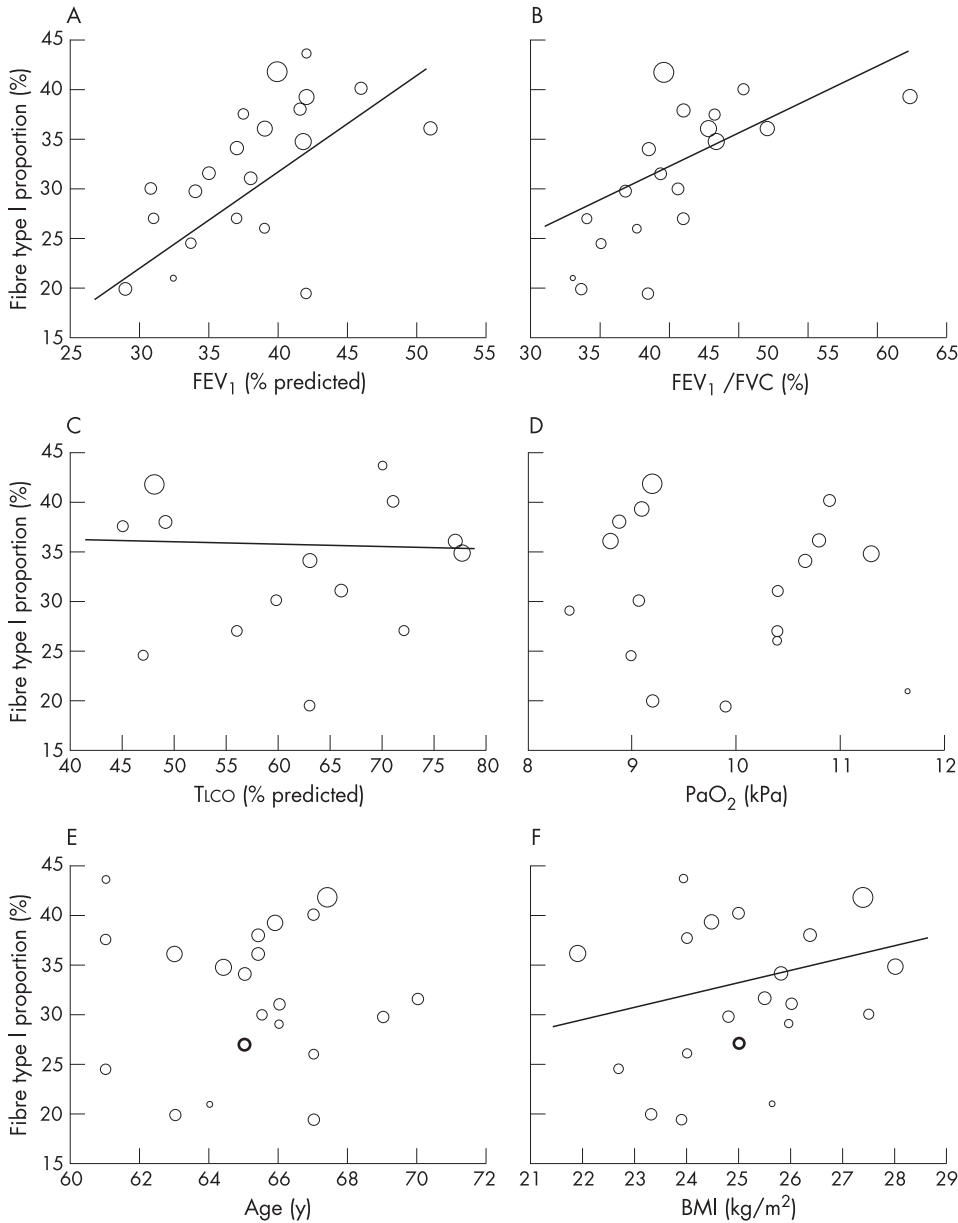 A
45
40
35
30
25
20
15
Fibre type I proportion (%)
25 30 35 40 45 50 55
FEV1 (% predicted)
B
30 35 40 45 50 55 60 65
FEV1 /FVC (%)
C
45
40
35
30
25
20
15
Fibre type I proportion (%)
40 45 50 55 60 65 70 75 80
TLCO (% predicted)
D
8 9 10 11 12
PaO2 (kPa)
E
45
40
35
30
25
20
15
Fibre type I proportion (%)
60 62 64 66 68 70 72
Age (y)
F
21 22 23 24 25 26 27 28 29
BMI (kg/m2)